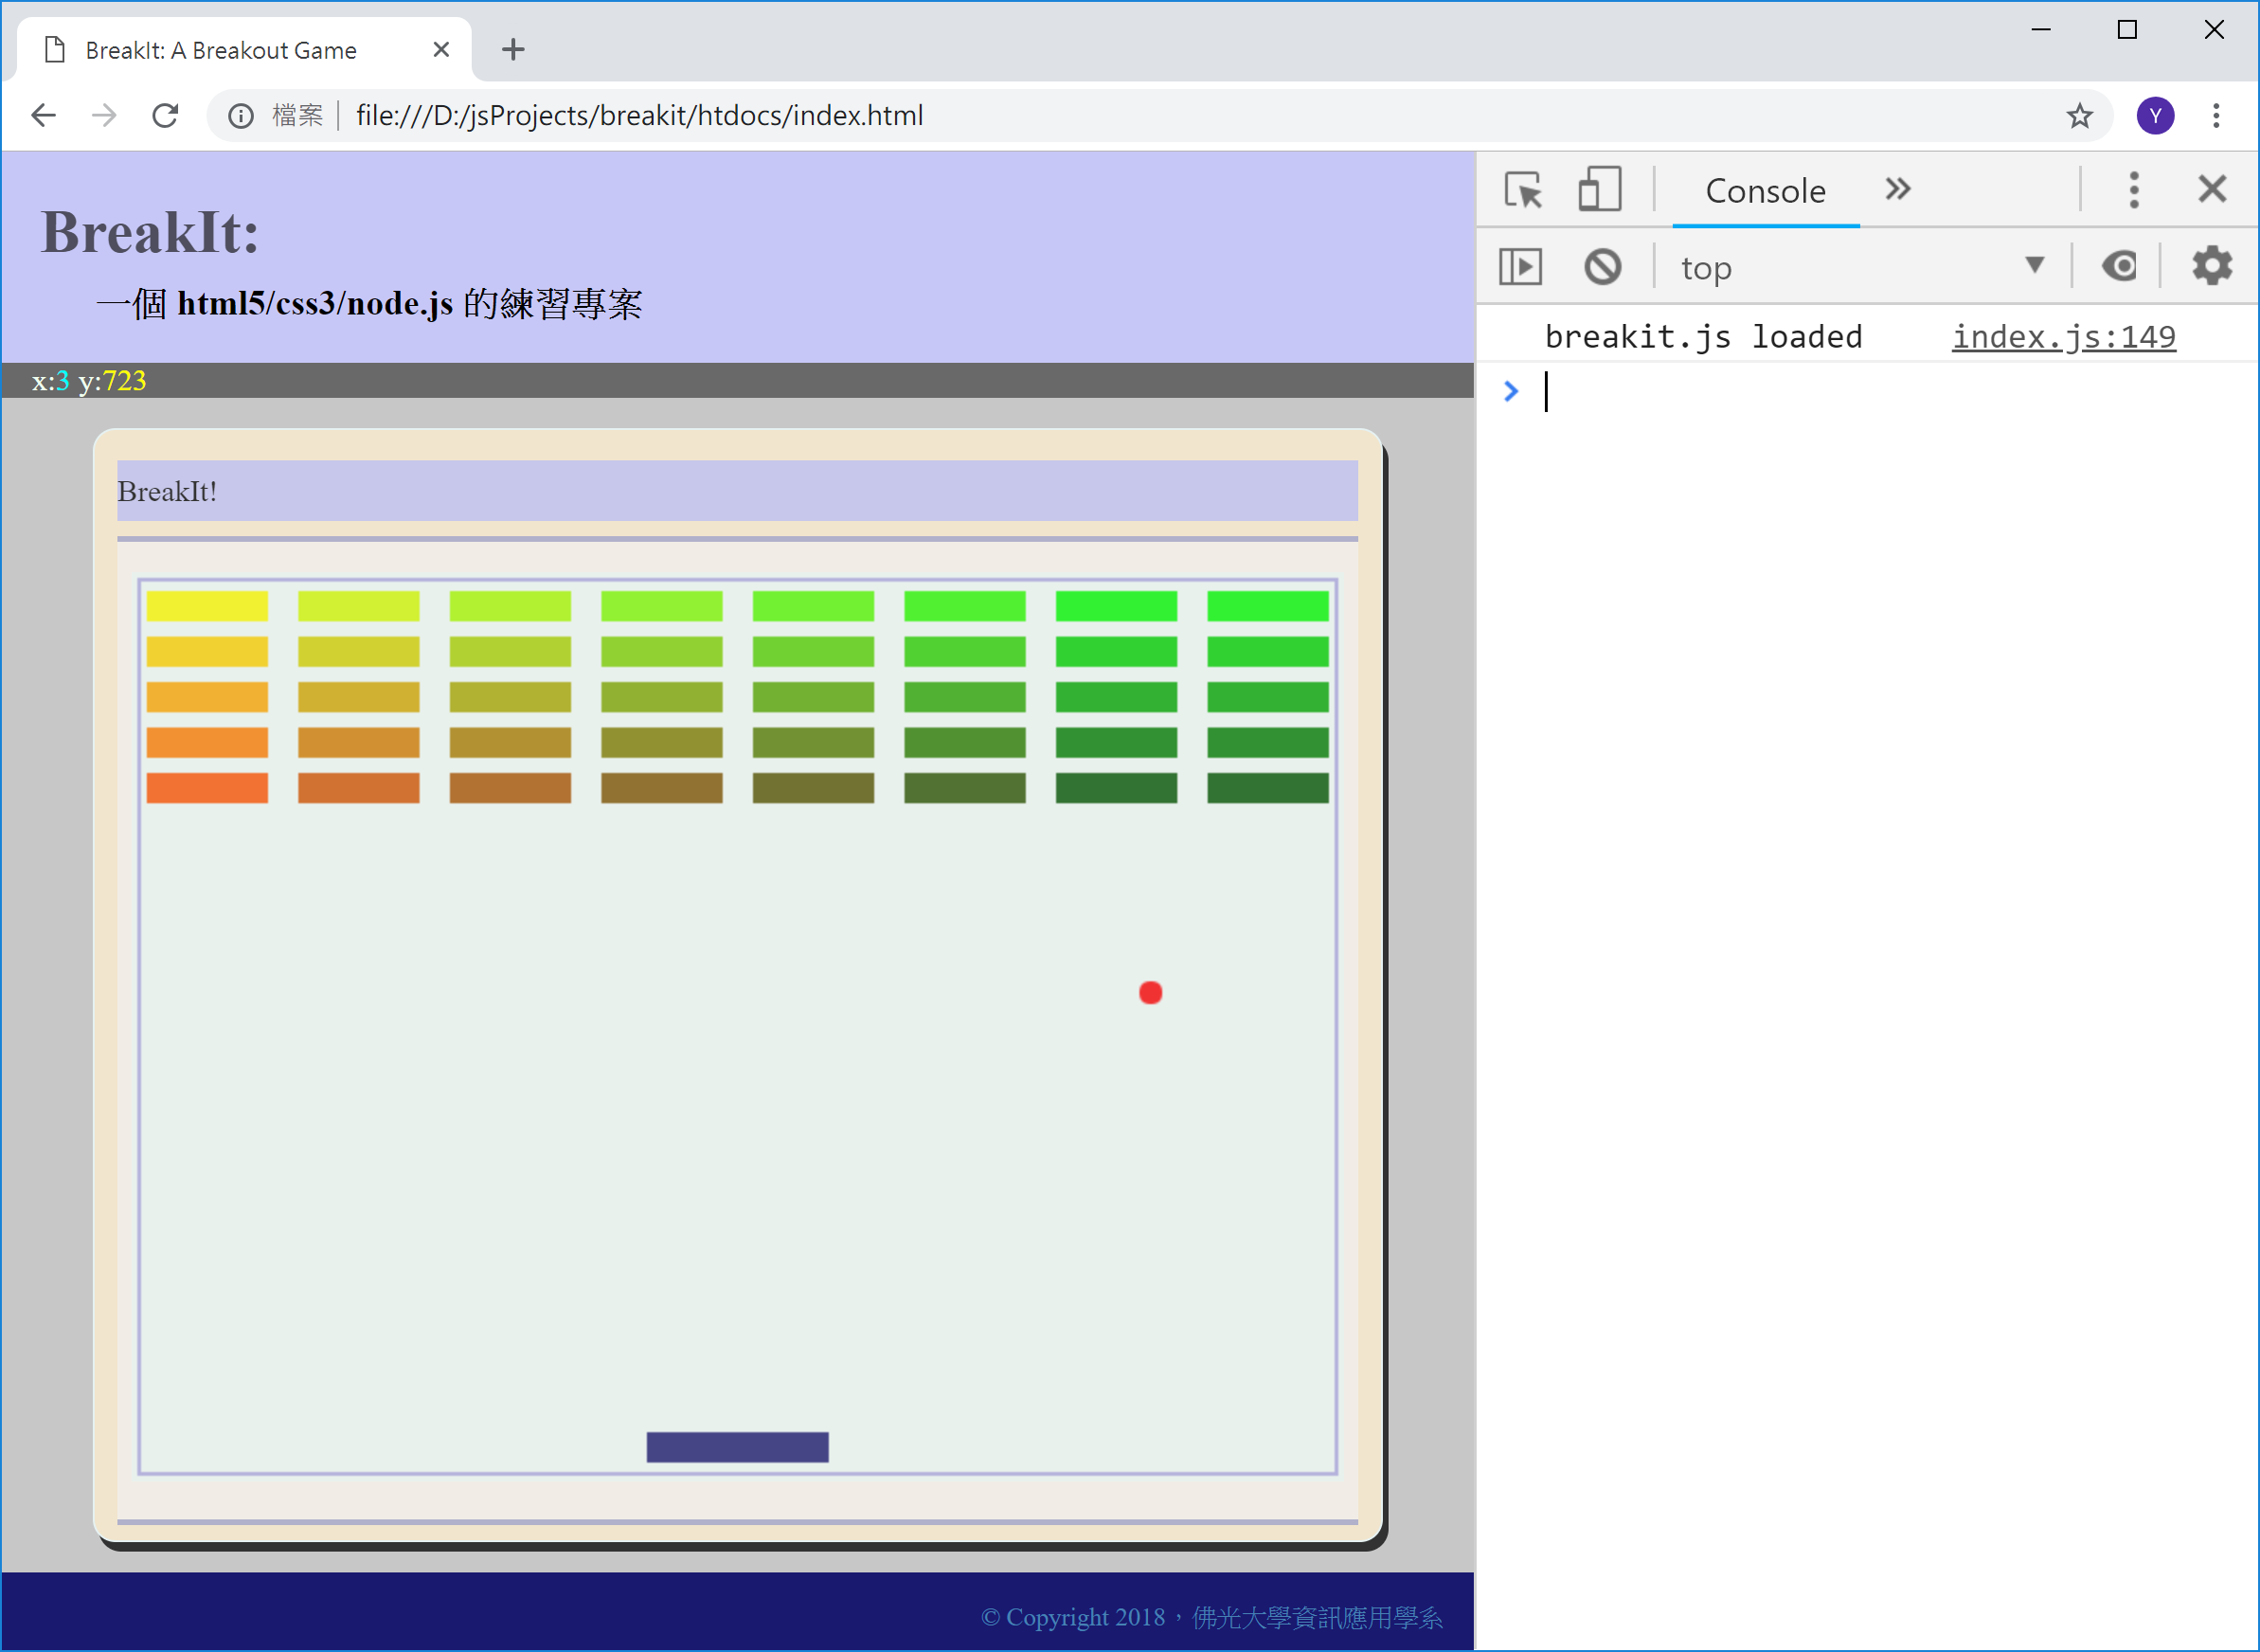 BreakIt: A Breakout Game
檔案 file:///D:/jsProjects/breakit/htdocs/index.html
Y
BreakIt:
一個 html5/css3/node.js 的練習專案
x:3 y:723
BreakIt!
© Copyright 2018，佛光大學資訊應用學系
Console
top
breakit.js loaded index.js:149